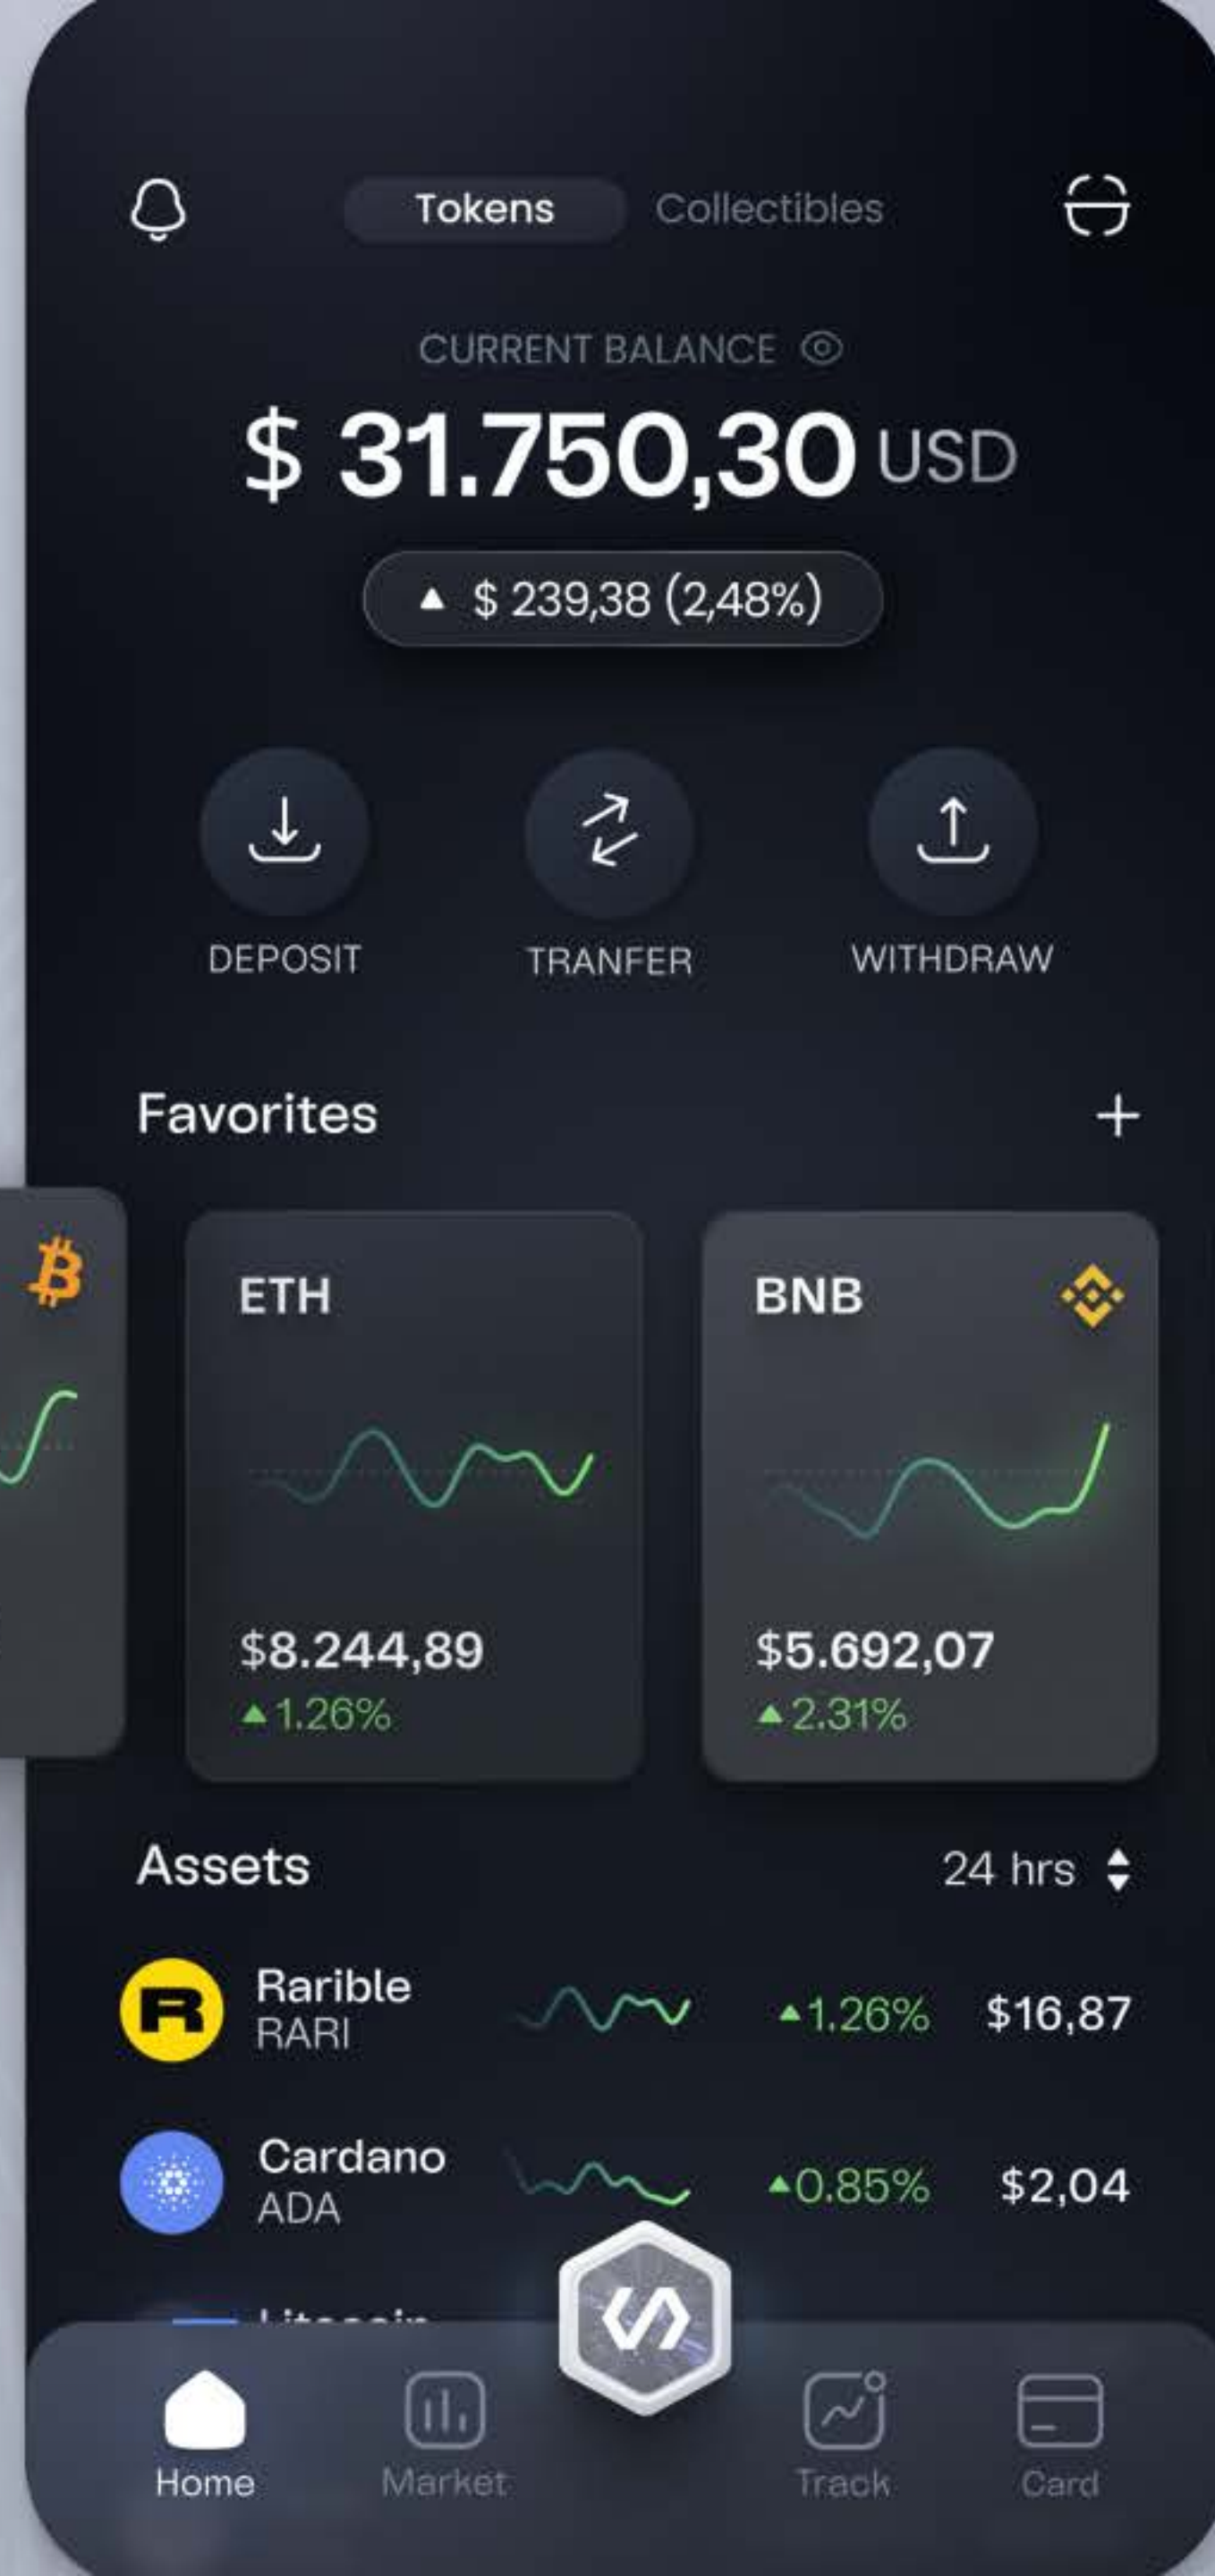 Tokens Collectibles
CURRENT BALANCE
$ 31.750,30 USD
▲ $ 239,38 (2,48%)
DEPOSIT TRANFER WITHDRAW
Favorites +
ETH
$8.244,89
▲1.26%
BNB
$5.692,07
▲2.31%
Assets 24 hrs
Rarible ▲1.26% $16,87
RARI
Cardano ▲0.85% $2,04
ADA
Home Market Track Card